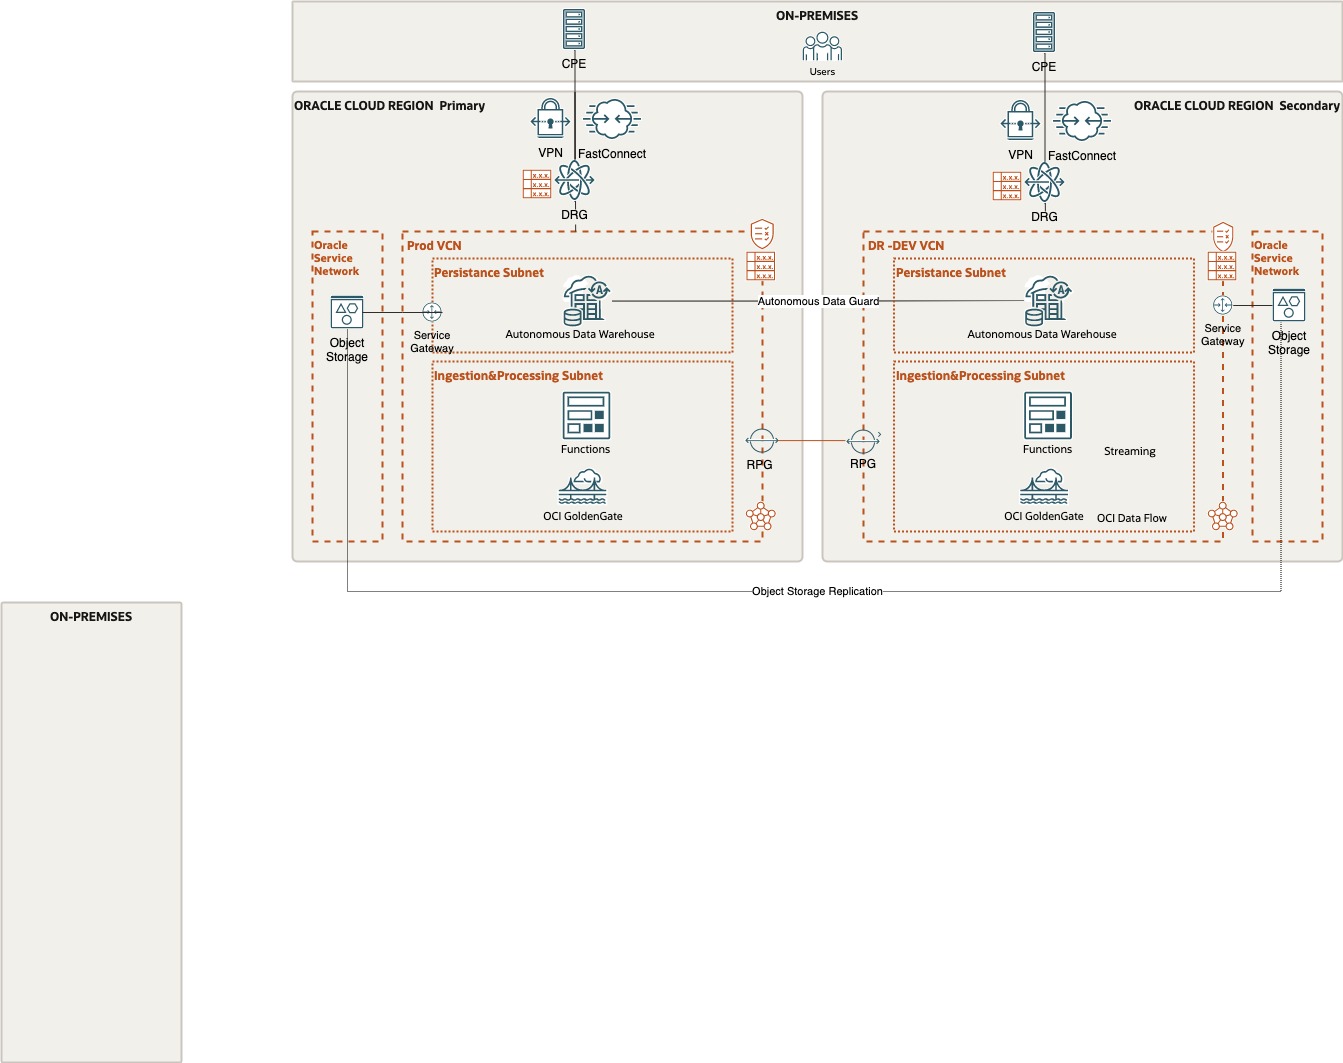 ON-PREMISES
CPE
Users
CPE
ORACLE CLOUD REGION  Primary
VPN
FastConnect
X.X.X.
X.X.X.
X.X.X.
DRG
Oracle
Service
Network
Object
Storage
Prod VCN
X.X.X.
X.X.X.
X.X.X.
Persistance Subnet
A
Autonomous Data Warehouse
Service
Gateway
Ingestion&Processing Subnet
Functions
OCI GoldenGate
RPG
Autonomous Data Guard
ORACLE CLOUD REGION  Secondary
VPN
FastConnect
X.X.X.
X.X.X.
X.X.X.
DRG
DR -DEV VCN
X.X.X.
X.X.X.
X.X.X.
Persistance Subnet
A
Autonomous Data Warehouse
Service
Gateway
Oracle
Service
Network
Object
Storage
RPG
Ingestion&Processing Subnet
Functions
Streaming
OCI GoldenGate
OCI Data Flow
Object Storage Replication
ON-PREMISES